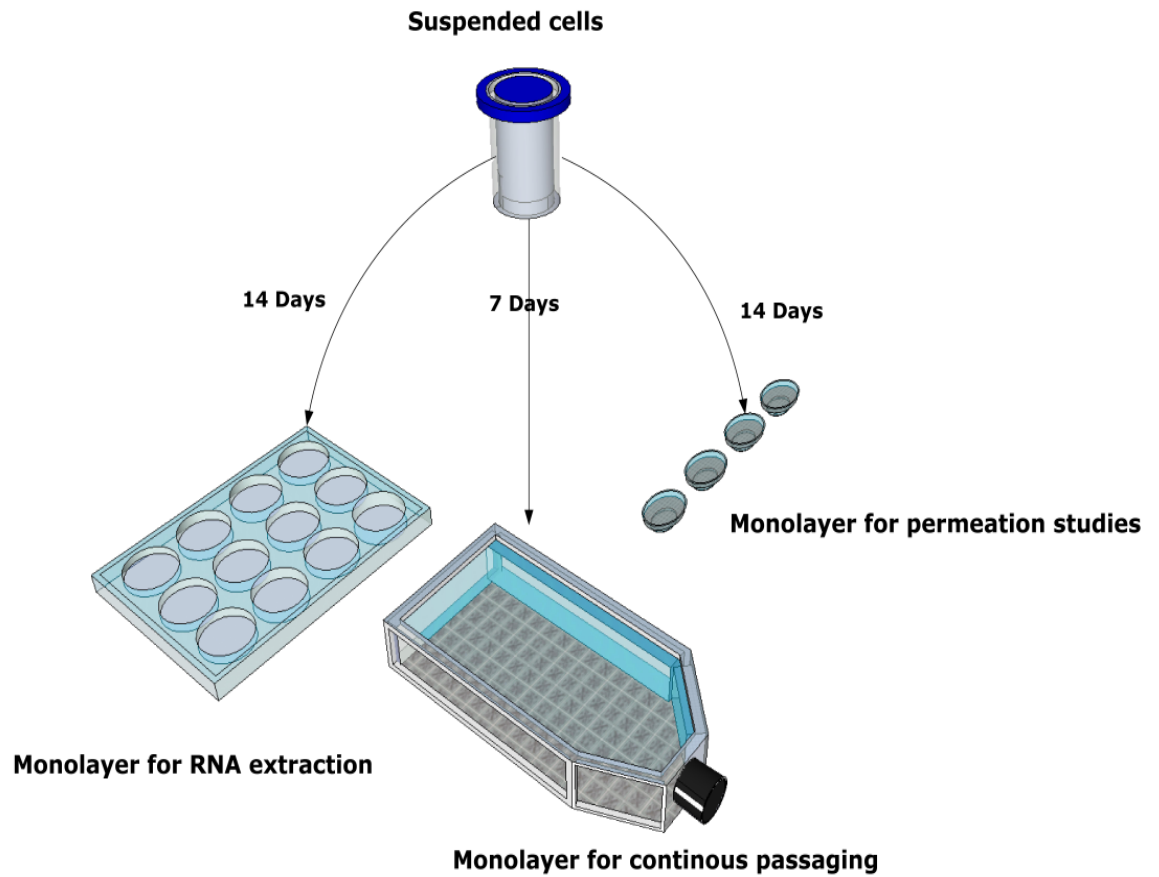 Suspended cells
14 Days
7 Days
14 Days
Monolayer for permeation studies
Monolayer for RNA extraction
Monolayer for continous passaging